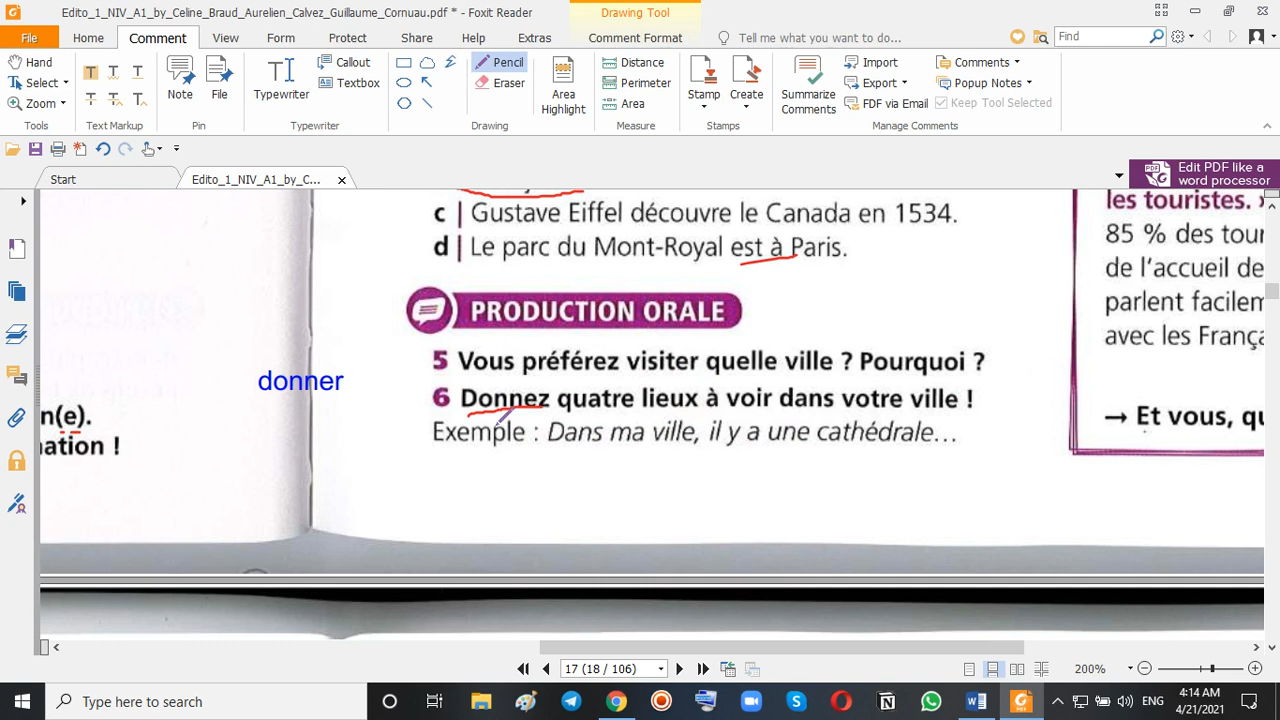 Edito_1_NIV_A1_by_Celine_Braud_Aurelien_Calvez_Guillaume_Cornuau.pdf * - Foxit Reader
Drawing Tool
File Home Comment View Form Protect Share Help Extras Comment Format Tell me what you want to do... Find
Hand
Select
Zoom
Tools
Text Markup
Note
File
Pin
Typewriter
Callout
Textbox
Typewriter
Pencil
Eraser
Area Highlight
Drawing
Distance
Perimeter
Area
Measure
Stamp
Create
Stamps
Summarize Comments
Import
Export
FDF via Email
Comments
Popup Notes
Keep Tool Selected
Manage Comments
Start
Edito_1_NIV_A1_by_C...
Edit PDF like a
word processor
c | Gustave Eiffel découvre le Canada en 1534.
d | Le parc du Mont-Royal est à Paris.
PRODUCTION ORALE
5 Vous préférez visiter quelle ville ? Pourquoi ?
6 Donnez quatre lieux à voir dans votre ville !
Exemple : Dans ma ville, il y a une cathédrale...
donner
n(e).
ation !
les touristes. »
85 % des tour
de l'accueil de
parlent facilem
avec les França
→ Et vous, qu
17 (18 / 106)
200%
Type here to search
ENG
4:14 AM
4/21/2021